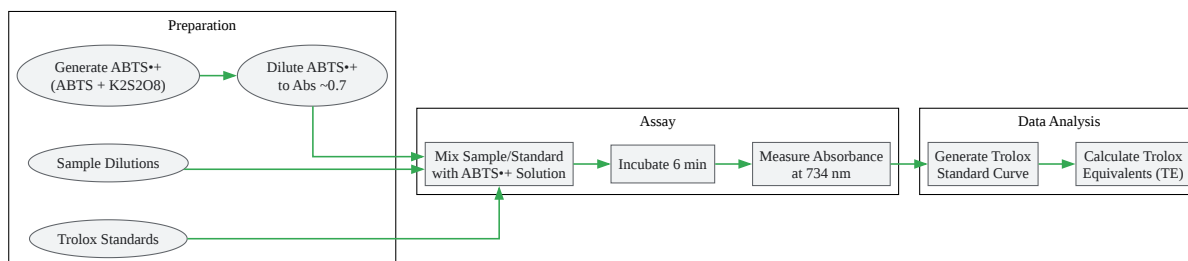 Preparation
Generate ABTS•+
(ABTS + K2S2O8)
Dilute ABTS•+
to Abs ~0.7
Sample Dilutions
Trolox Standards
Assay
Mix Sample/Standard
with ABTS•+ Solution
Incubate 6 min
Measure Absorbance
at 734 nm
Data Analysis
Generate Trolox
Standard Curve
Calculate Trolox
Equivalents (TE)